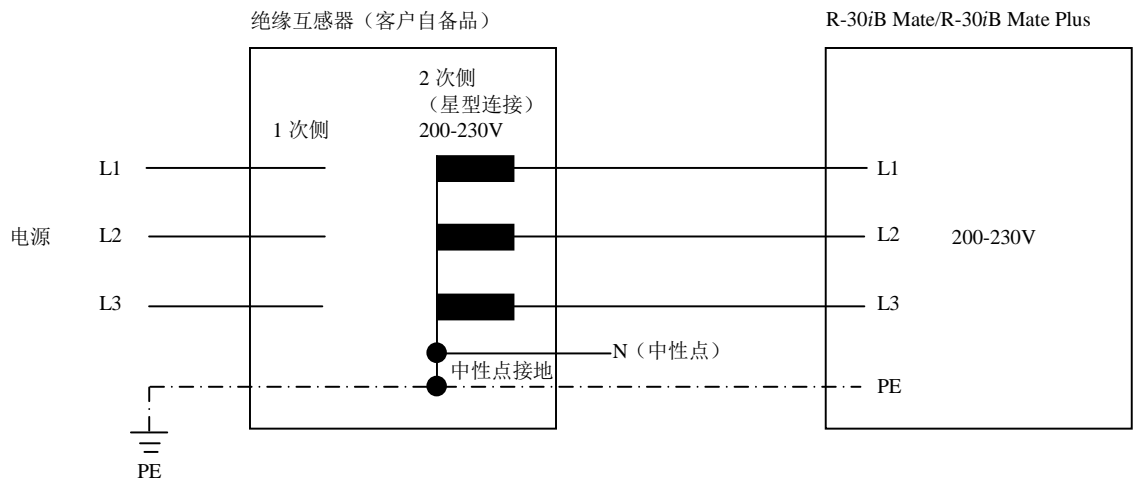 绝缘互感器（客户自备品）
R-30iB Mate/R-30iB Mate Plus
2 次侧
（星型连接）
1 次侧
200-230V
L1
L1
电源
L2
L2
200-230V
L3
L3
N（中性点）
中性点接地
PE
PE